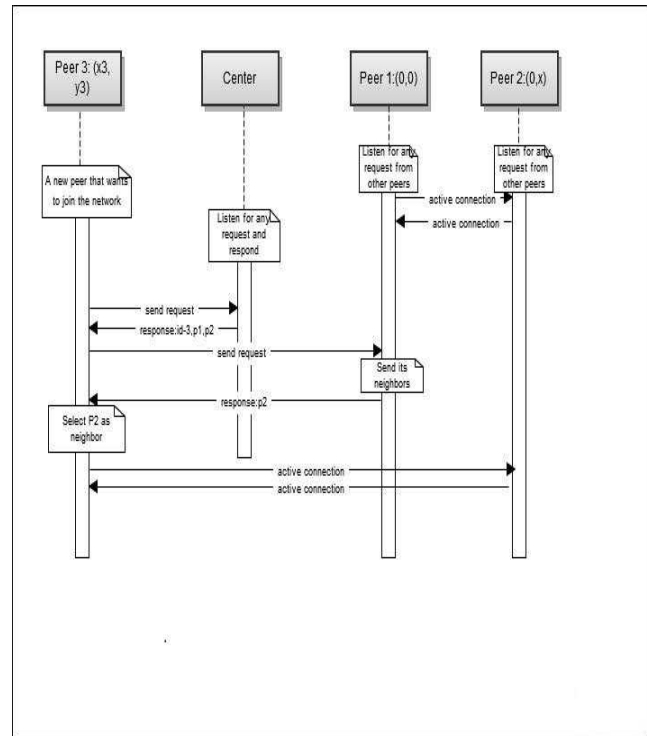 Peer 3: (x3,
y3)
Center
Peer 1:(0,0)
Peer 2:(0,x)
Listen for any
request from
other peers
Listen for any
request from
other peers
A new peer that wants
to join the network
active connection
active connection
Listen for any
request and
respond
send request
response:id-3,p1,p2
send request
Send its
neighbors
response:p2
Select P2 as
neighbor
active connection
active connection